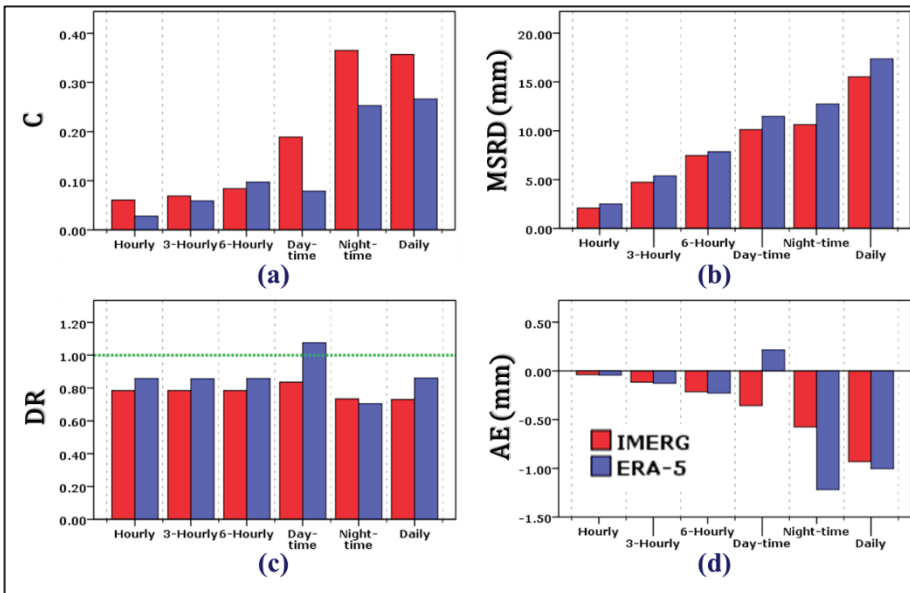 0.40
0.30
0.20
0.10
0.00
C
Hourly 3-Hourly 6-Hourly Day-time Night-time Daily
(a)
20.00
15.00
10.00
5.00
0.00
MSRD (mm)
Hourly 3-Hourly 6-Hourly Day-time Night-time Daily
(b)
1.20
1.00
0.80
0.60
0.40
0.20
0.00
DR
Hourly 3-Hourly 6-Hourly Day-time Night-time Daily
(c)
0.50
0.00
-0.50
-1.00
-1.50
AE (mm)
IMERG
ERA-5
Hourly 3-Hourly 6-Hourly Day-time Night-time Daily
(d)